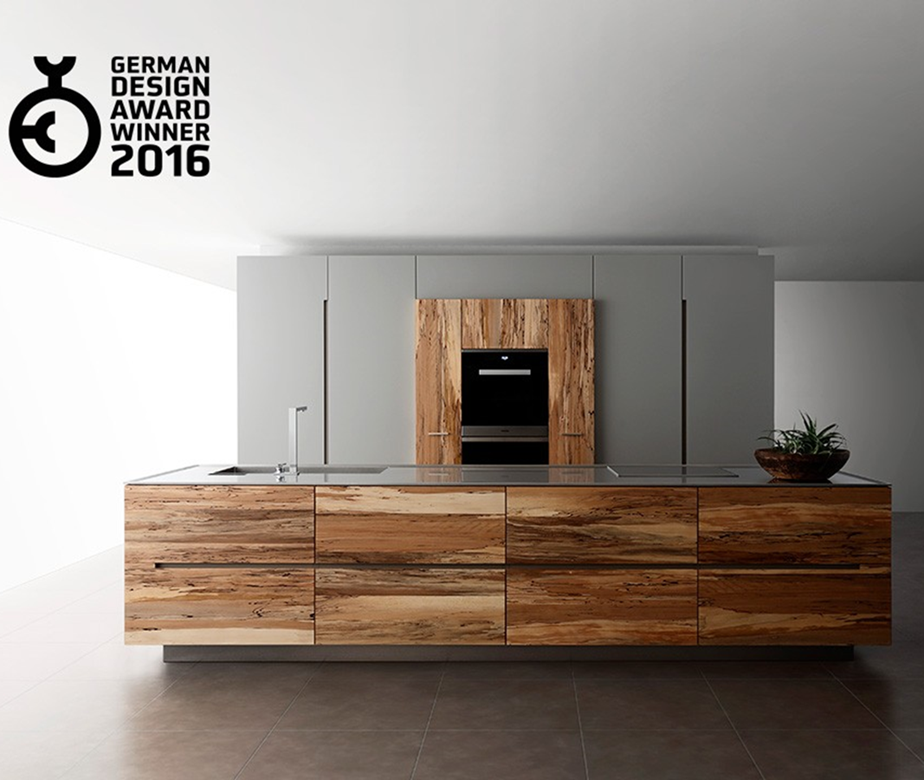 GERMAN
DESIGN
AWARD
WINNER
2016